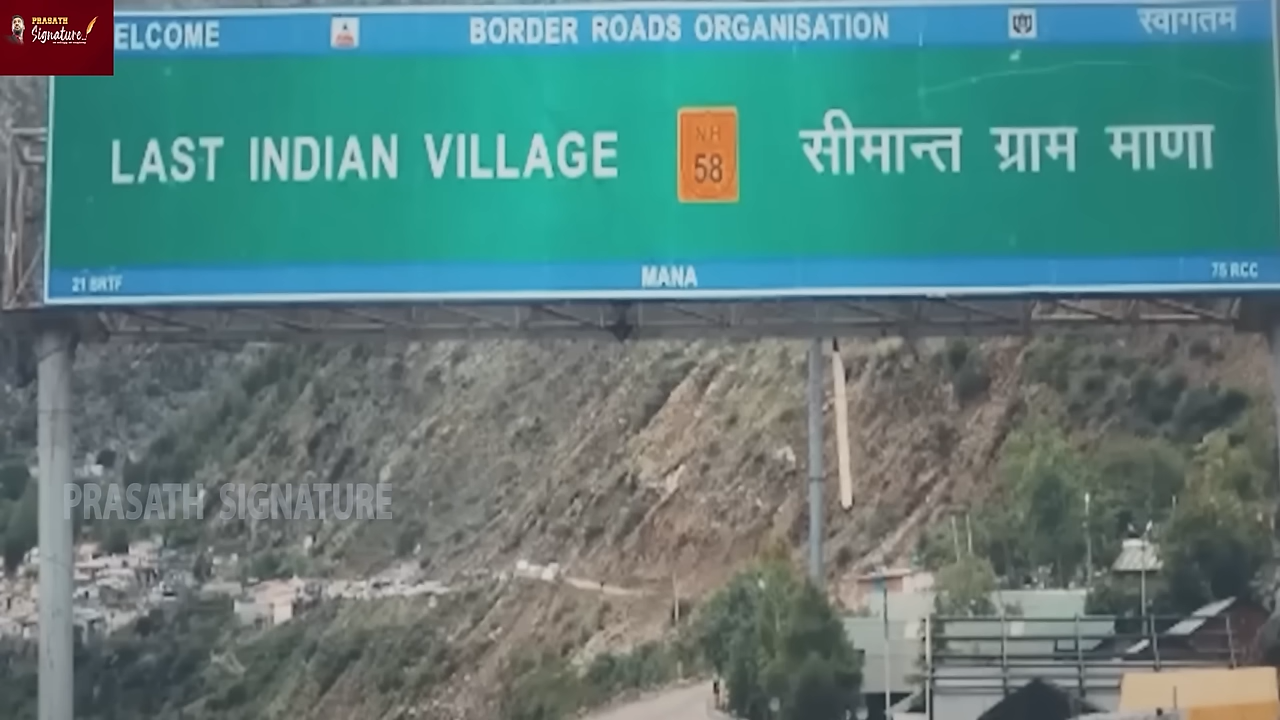 PRASATH
Signature
ELCOME BORDER ROADS ORGANISATION स्वागतम
LAST INDIAN VILLAGE NH 58 सीमान्त ग्राम माणा
21 BRTF MANA 75 RCC
PRASATH SIGNATURE